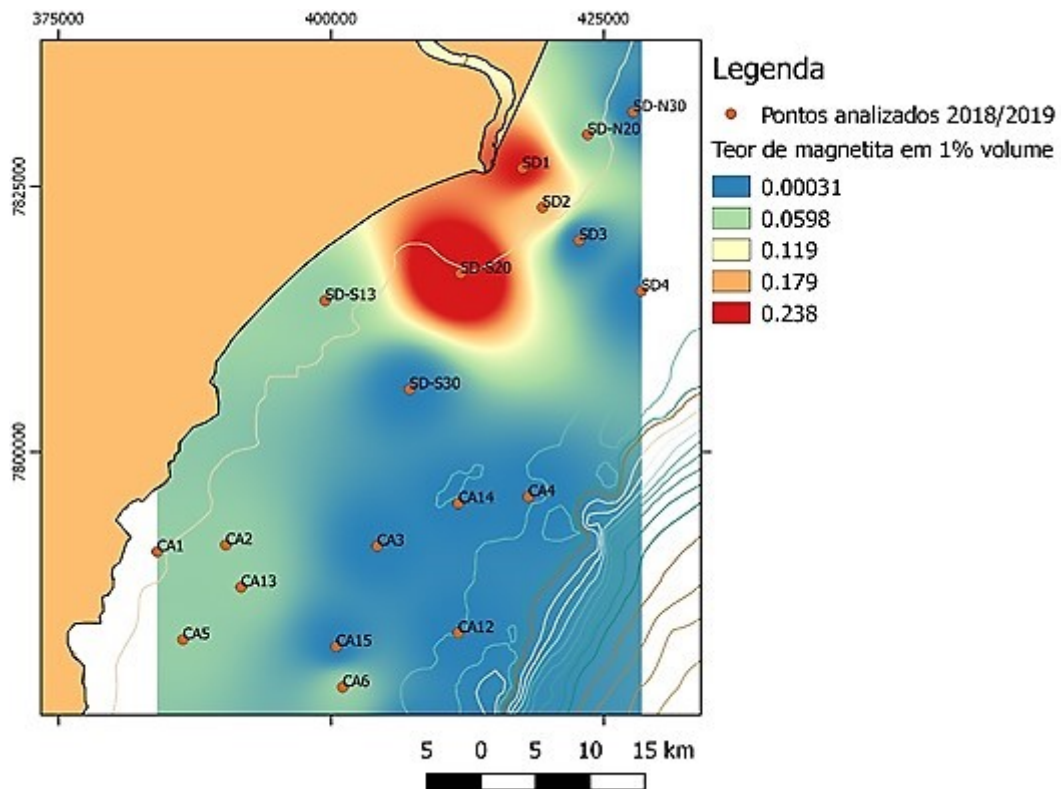 375000
400000
425000
Legenda
Pontos analizados 2018/2019
Teor de magnetita em 1% volume
0.00031
0.0598
0.119
0.179
0.238
SD-N30
SD-N20
SD1
7825000
SD2
SD3
SD-S20
SD4
SD-S13
SD-S30
7800000
CA4
CA14
CA2
CA3
CA1
CA13
CA12
CA5
CA15
CA6
5 0 5 10 15 km